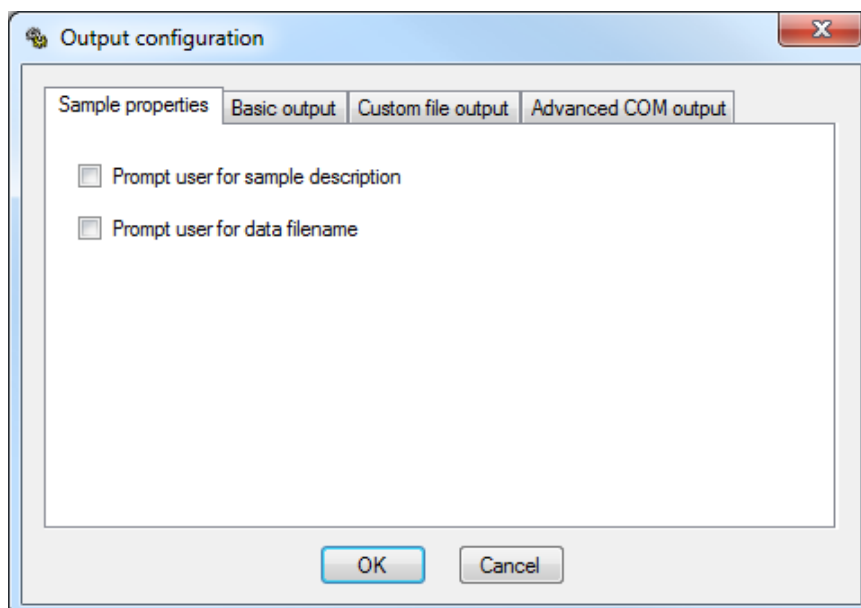 Output configuration
Sample properties Basic output Custom file output Advanced COM output
Prompt user for sample description
Prompt user for data filename
OK Cancel